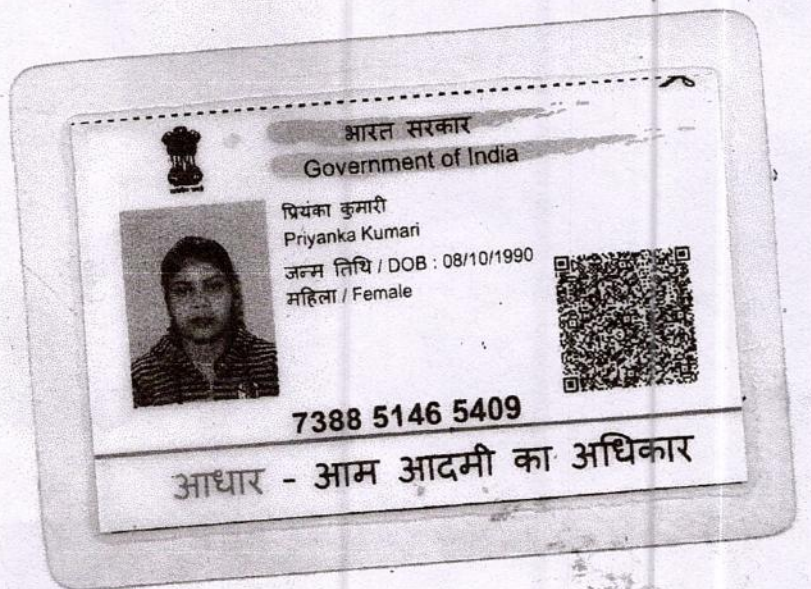 भारत सरकार
Government of India
प्रियंका कुमारी
Priyanka Kumari
जन्म तिथि / DOB : 08/10/1990
महिला / Female
7388 5146 5409
आधार - आम आदमी का अधिकार